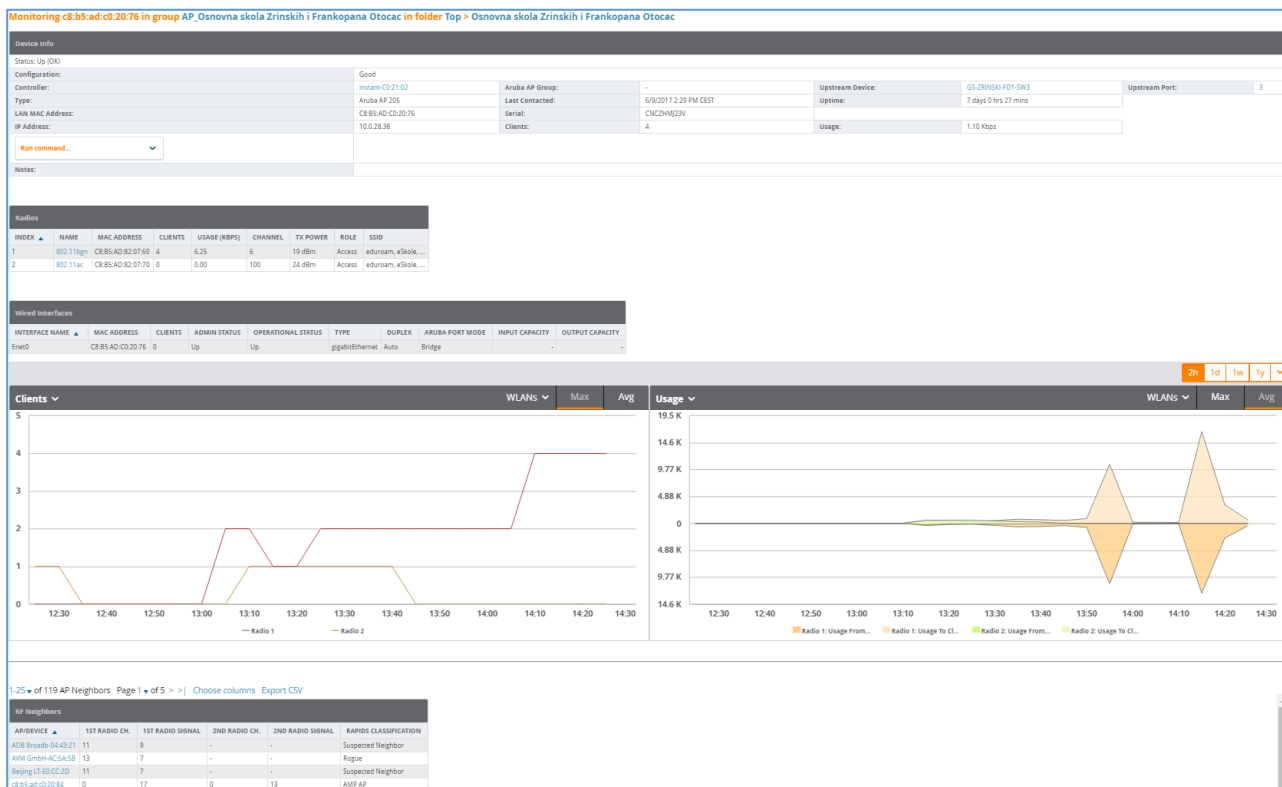 Monitoring c8:b5:ad:c0:20:76 in group AP_Osnovna skola Zrinskih i Frankopana Otocac in folder Top > Osnovna skola Zrinskih i Frankopana Otocac
Device Info
Status: Up (OK)
Configuration: Good
Controller: instant-C0:21:02 Aruba AP Group: - Upstream Device: GS-ZRINSKI-FD1-SW3 Upstream Port: 3
Type: Aruba AP 205 Last Contacted: 6/9/2017 2:29 PM CEST Uptime: 7 days 0 hrs 27 mins
LAN MAC Address: C8:B5:AD:C0:20:76 Serial: CNCZHMJ23V
IP Address: 10.0.28.38 Clients: 4 Usage: 1.10 Kbps
Run command...
Notes:
Radios
INDEX NAME MAC ADDRESS CLIENTS USAGE (KBPS) CHANNEL TX POWER ROLE SSID
1 802.11bgn C8:B5:AD:82:07:60 4 6.25 6 19 dBm Access eduroam, eSkole, ...
2 802.11ac C8:B5:AD:82:07:70 0 0.00 100 24 dBm Access eduroam, eSkole, ...
Wired Interfaces
INTERFACE NAME MAC ADDRESS CLIENTS ADMIN STATUS OPERATIONAL STATUS TYPE DUPLEX ARUBA PORT MODE INPUT CAPACITY OUTPUT CAPACITY
Enet0 C8:B5:AD:C0:20:76 0 Up Up gigabitEthernet Auto Bridge - -
2h 1d 1w 1y
Clients WLANs Max Avg
5
4
3
2
1
0
12:30 12:40 12:50 13:00 13:10 13:20 13:30 13:40 13:50 14:00 14:10 14:20 14:30
Radio 1 Radio 2
Usage WLANs Max Avg
19.5 K
14.6 K
9.77 K
4.88 K
0
4.88 K
9.77 K
14.6 K
12:30 12:40 12:50 13:00 13:10 13:20 13:30 13:40 13:50 14:00 14:10 14:20 14:30
Radio 1: Usage From... Radio 1: Usage To Cl... Radio 2: Usage From... Radio 2: Usage To Cl...
1-25 of 119 AP Neighbors Page 1 of 5 > >| Choose columns Export CSV
RF Neighbors
AP/DEVICE 1ST RADIO CH. 1ST RADIO SIGNAL 2ND RADIO CH. 2ND RADIO SIGNAL RAPIDS CLASSIFICATION
ADB Broadb-04:43:21 11 9 - - Suspected Neighbor
AVM GmbH-AC:5A:5B 13 7 - - Rogue
Beijing LT-E0:CC:2D 11 7 - - Suspected Neighbor
c8:b5:ad:c0:20:84 0 17 0 13 AMP AP